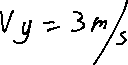 Vy = 3 m/s